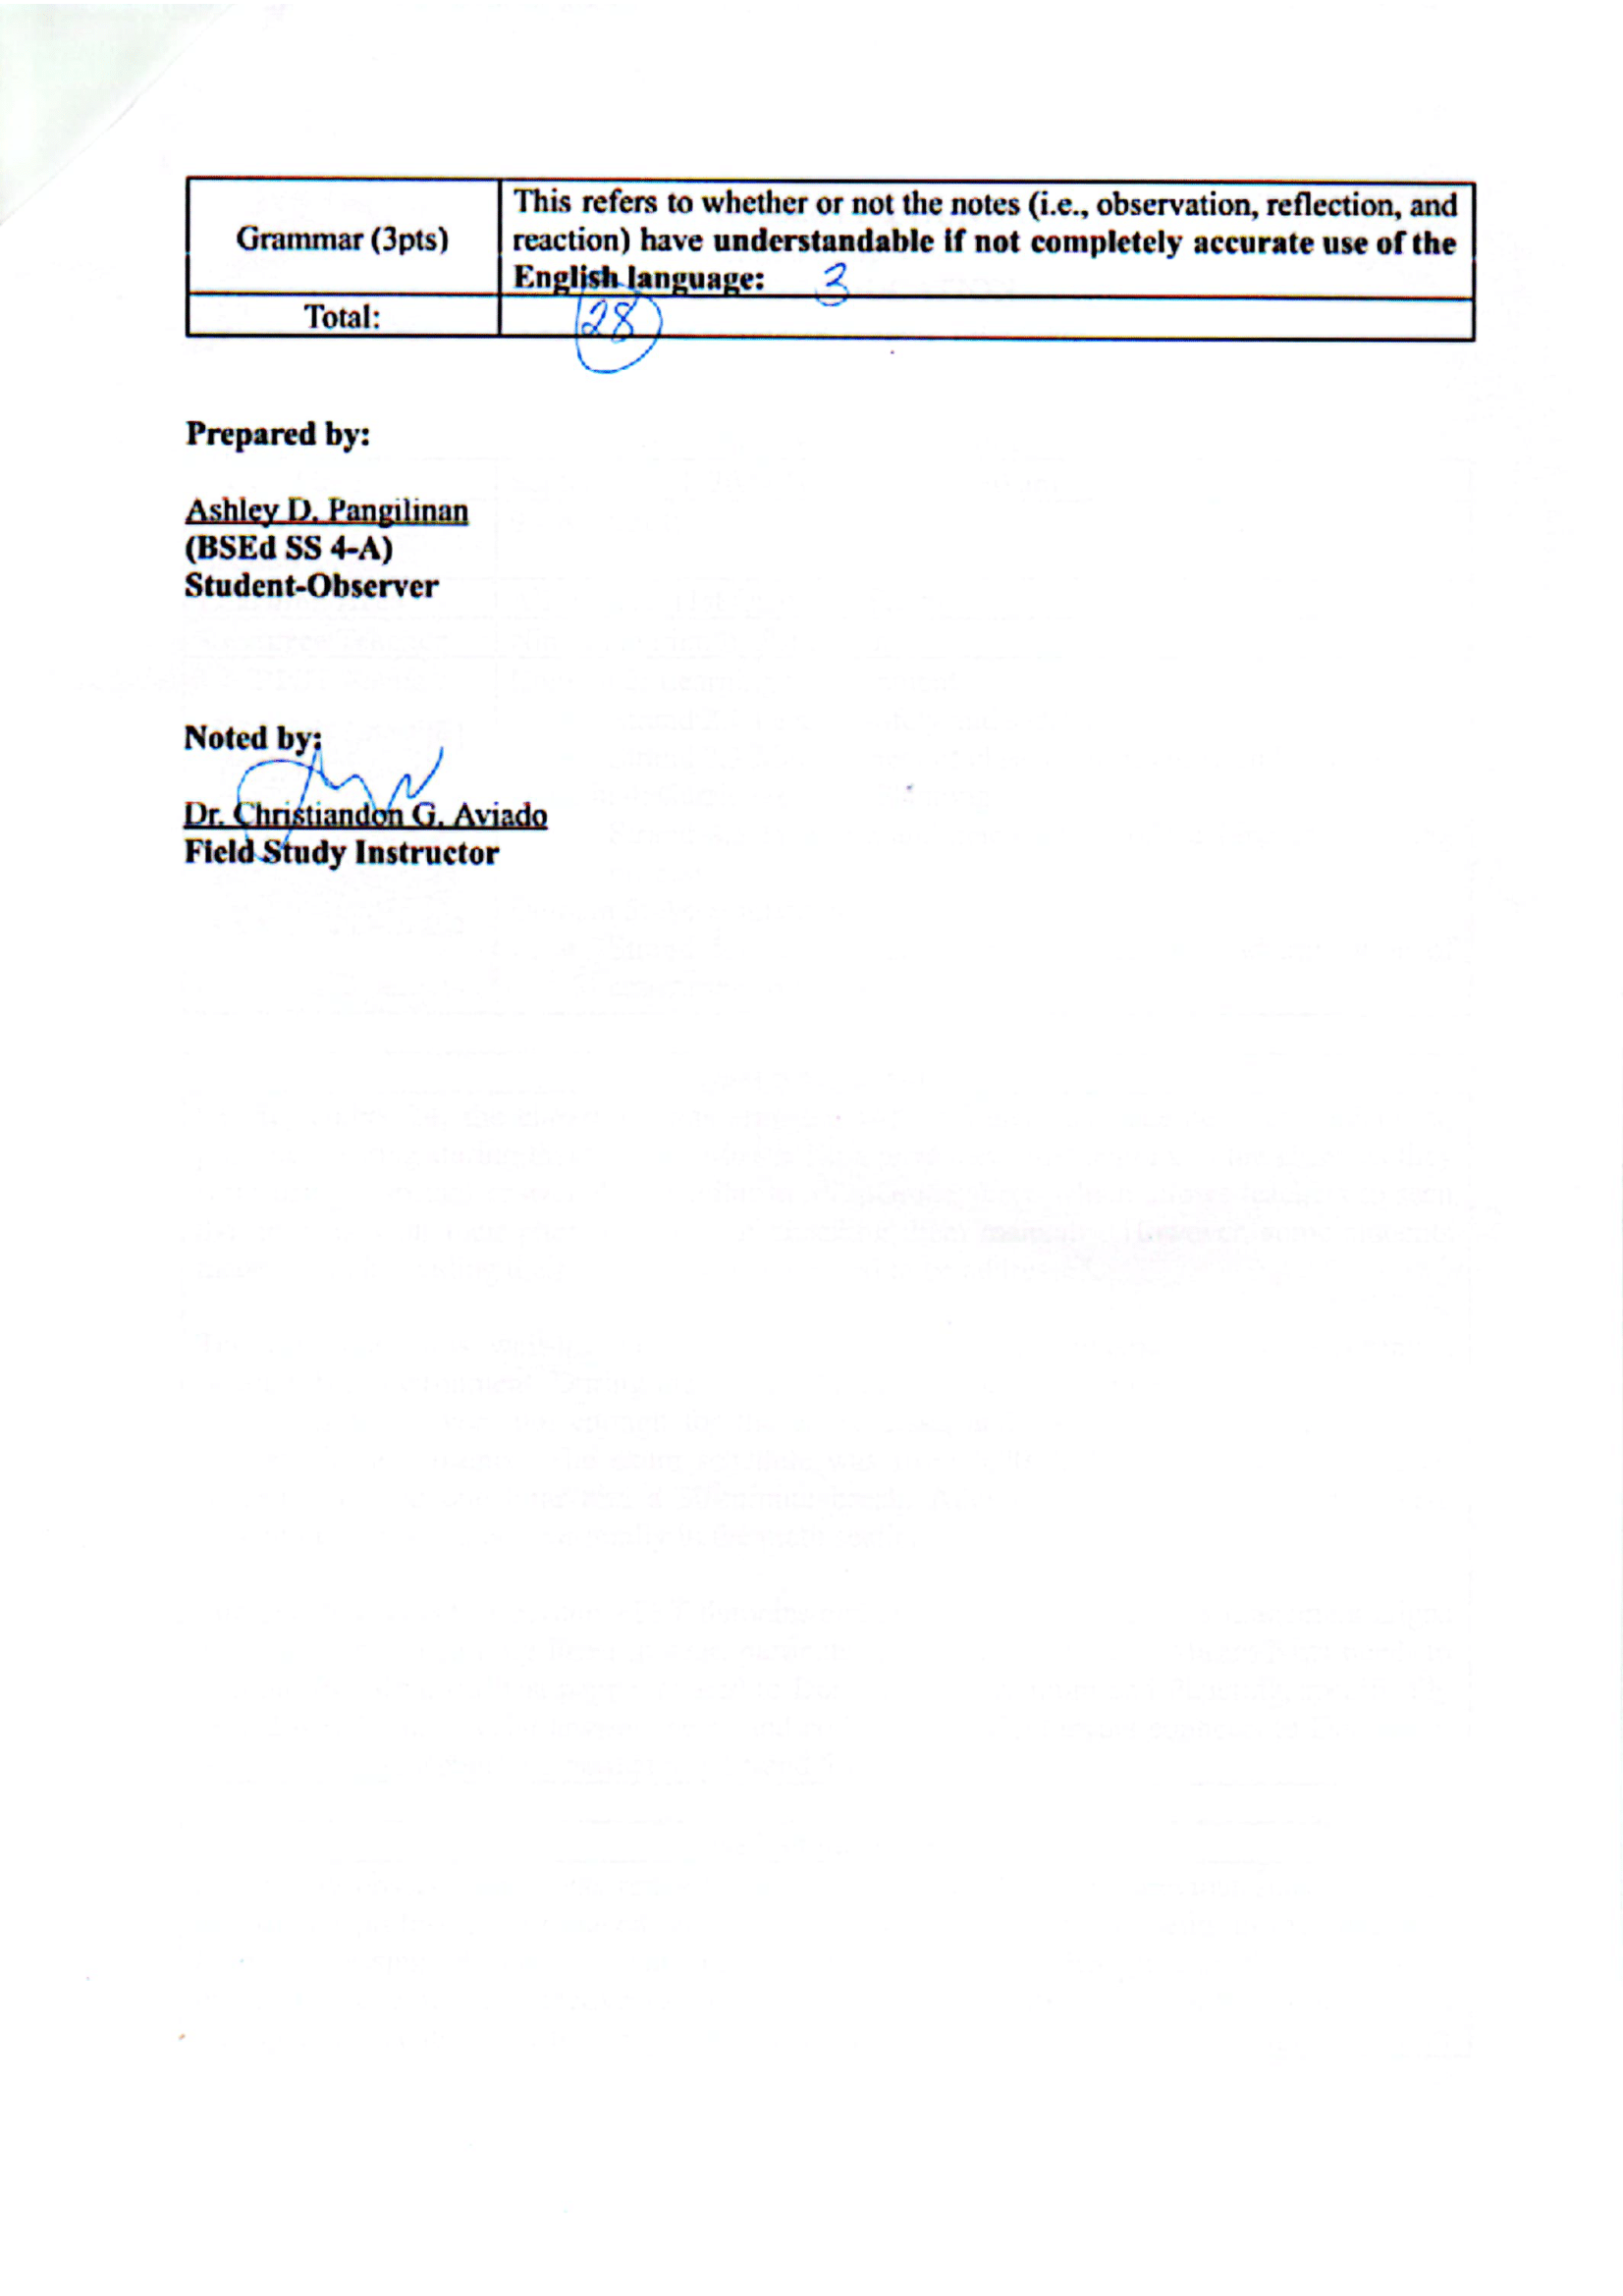 Grammar (3pts)
This refers to whether or not the notes (i.e., observation, reflection, and
reaction) have understandable if not completely accurate use of the
English language: 3
Total: 28
Prepared by:
Ashley D. Pangilinan
(BSEd SS 4-A)
Student-Observer
Noted by:
Dr. Christiandon G. Aviado
Field Study Instructor